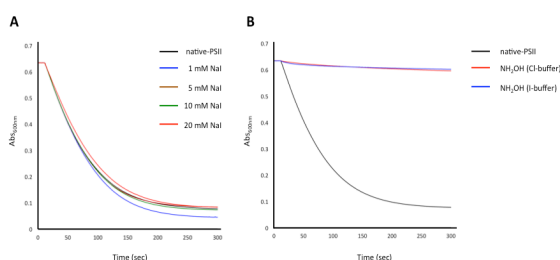 A
B
native-PSII
1 mM NaI
5 mM NaI
10 mM NaI
20 mM NaI
native-PSII
NH₂OH (Cl-buffer)
NH₂OH (I-buffer)
0.7
0.6
0.5
0.4
0.3
0.2
0.1
0
Abs600nm
0
50
100
150
200
250
300
Time (sec)
0.7
0.6
0.5
0.4
0.3
0.2
0.1
0
Abs600nm
0
50
100
150
200
250
300
Time (sec)